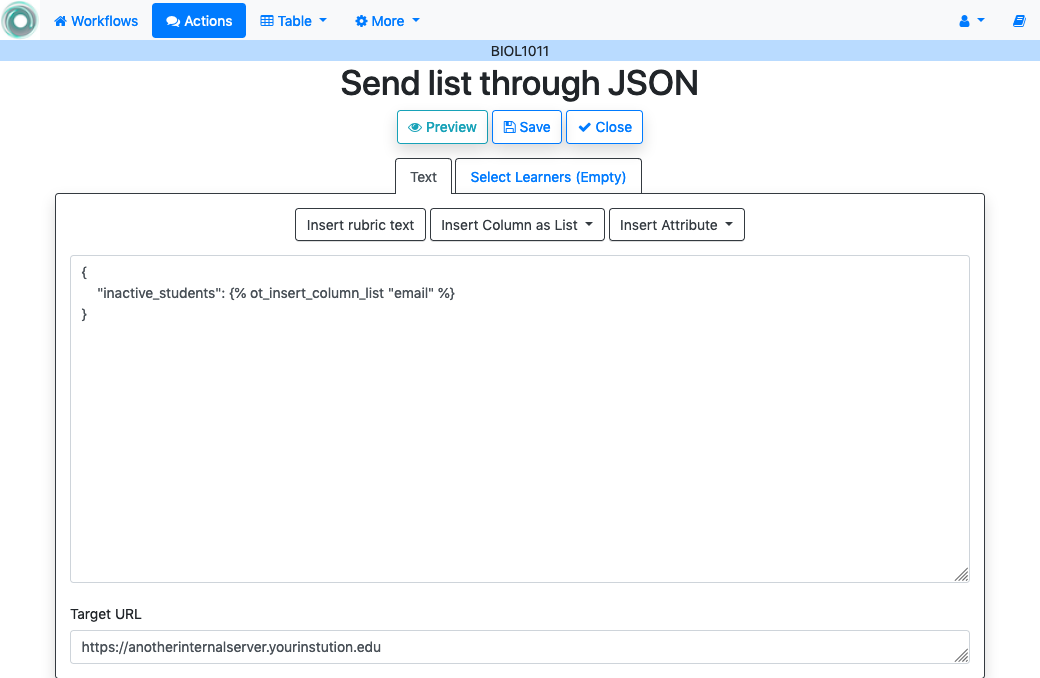 Workflows Actions Table More
BIOL1011
Send list through JSON
Preview Save Close
Text Select Learners (Empty)
Insert rubric text Insert Column as List Insert Attribute
{
"inactive_students": {% ot_insert_column_list "email" %}
}
Target URL
https://anotherinternalserver.yourinstution.edu